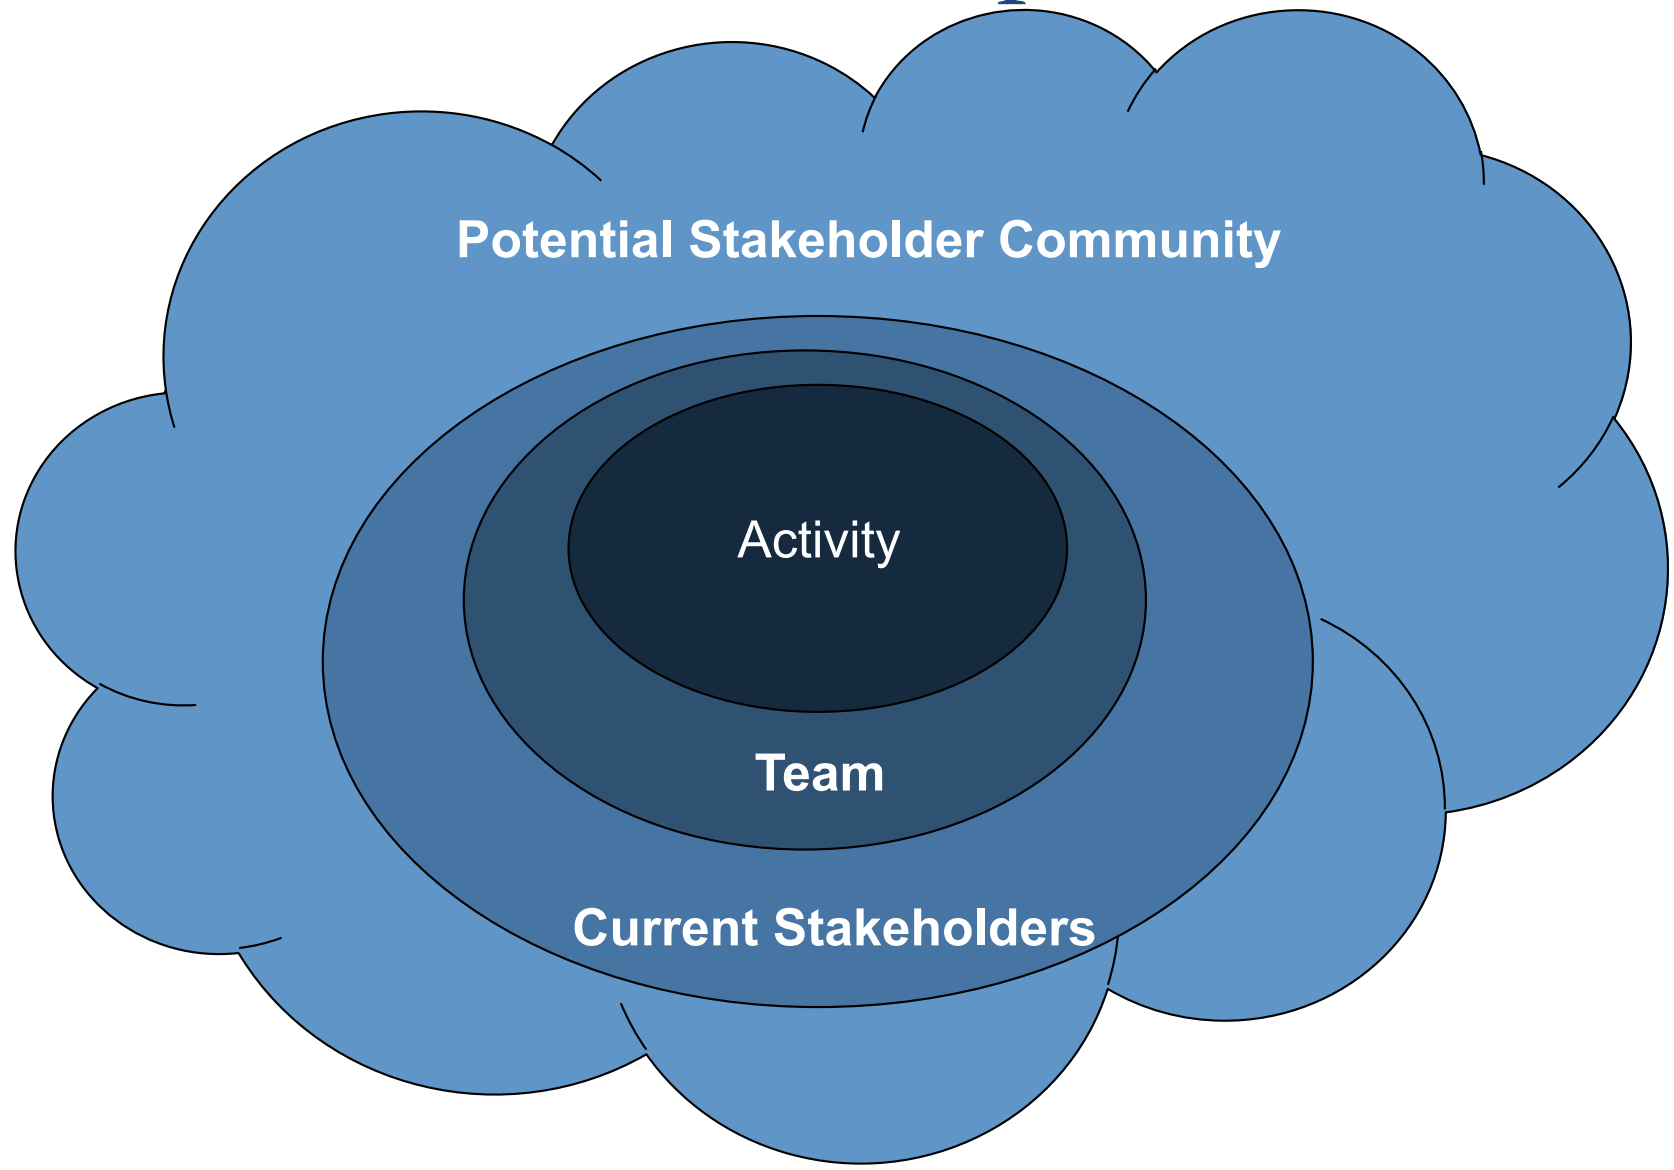 Potential Stakeholder Community
Activity
Team
Current Stakeholders